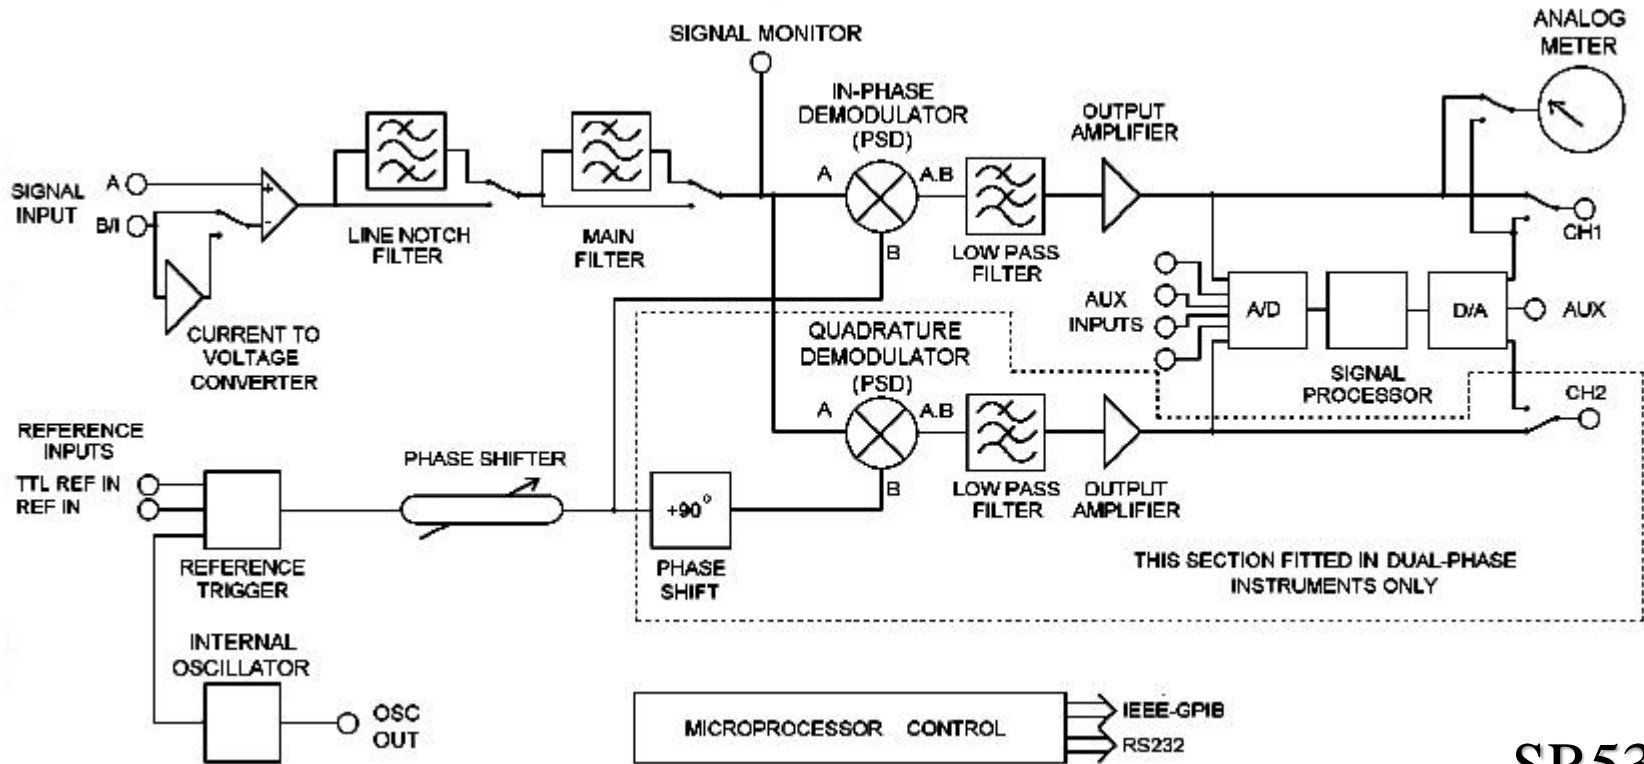 ANALOG
METER
SIGNAL MONITOR
IN-PHASE
DEMODULATOR
(PSD)
OUTPUT
AMPLIFIER
SIGNAL
INPUT
A
B/I
+
-
LINE NOTCH
FILTER
MAIN
FILTER
A
A.B
B
LOW PASS
FILTER
CH1
CURRENT TO
VOLTAGE
CONVERTER
AUX
INPUTS
A/D
D/A
AUX
SIGNAL
PROCESSOR
QUADRATURE
DEMODULATOR
(PSD)
A
A.B
B
CH2
REFERENCE
INPUTS
TTL REF IN
REF IN
PHASE SHIFTER
+90°
PHASE
SHIFT
LOW PASS
FILTER
OUTPUT
AMPLIFIER
REFERENCE
TRIGGER
THIS SECTION FITTED IN DUAL-PHASE
INSTRUMENTS ONLY
INTERNAL
OSCILLATOR
OSC
OUT
MICROPROCESSOR CONTROL
IEEE-GPIB
RS232